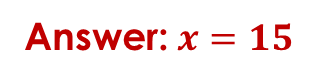 Answer: x = 15